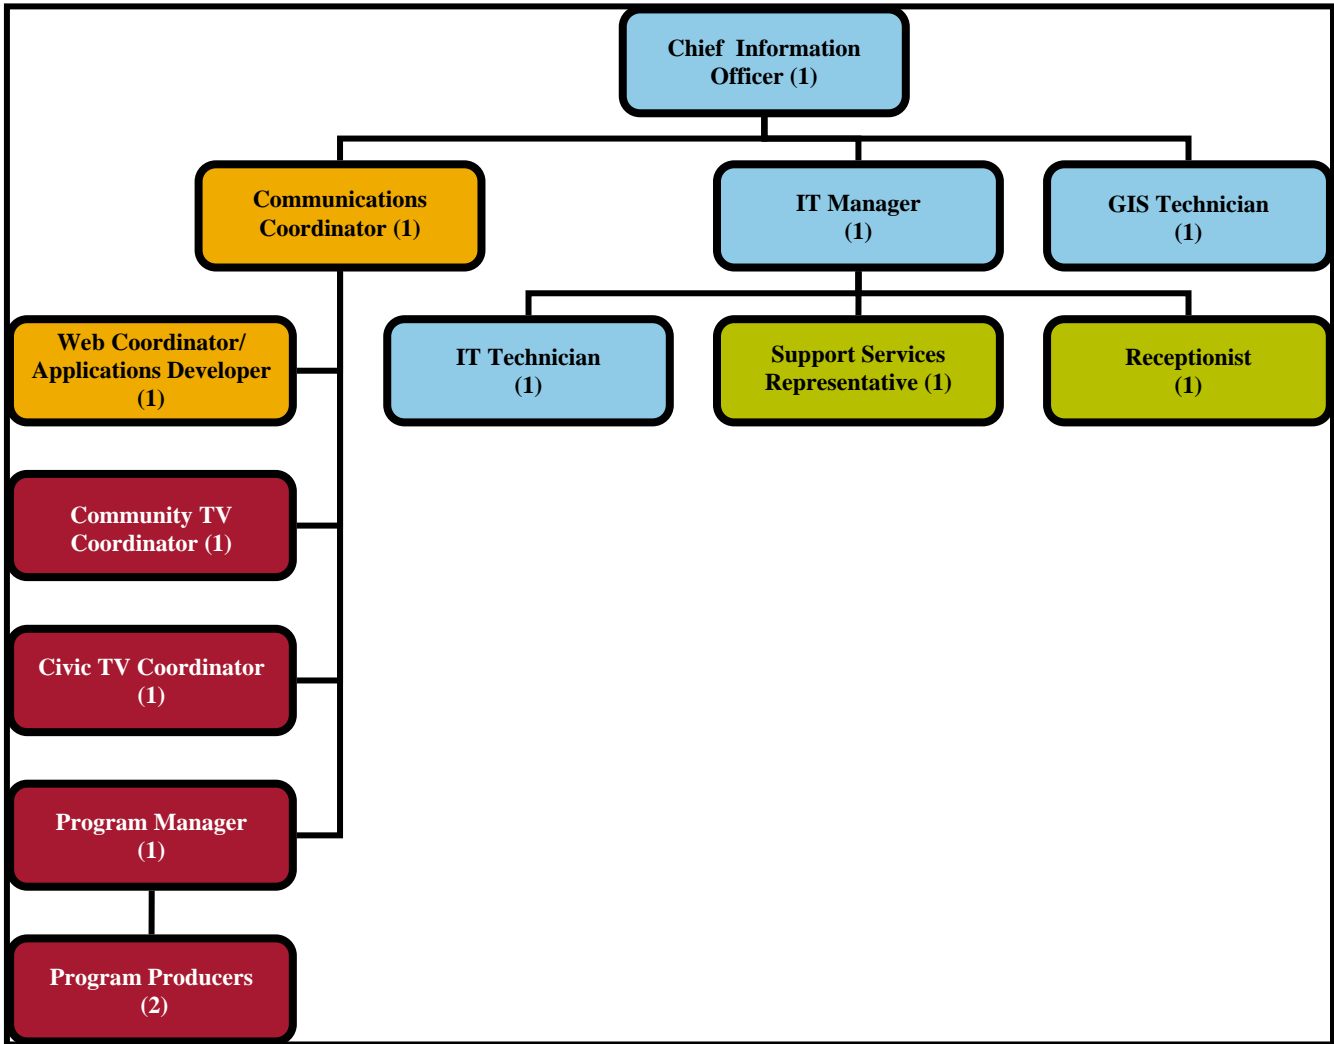 Chief  Information
Officer (1)
Communications
Coordinator (1)
IT Manager
(1)
GIS Technician
(1)
Web Coordinator/
Applications Developer
(1)
IT Technician
(1)
Support Services
Representative (1)
Receptionist
(1)
Community TV
Coordinator (1)
Civic TV Coordinator
(1)
Program Manager
(1)
Program Producers
(2)